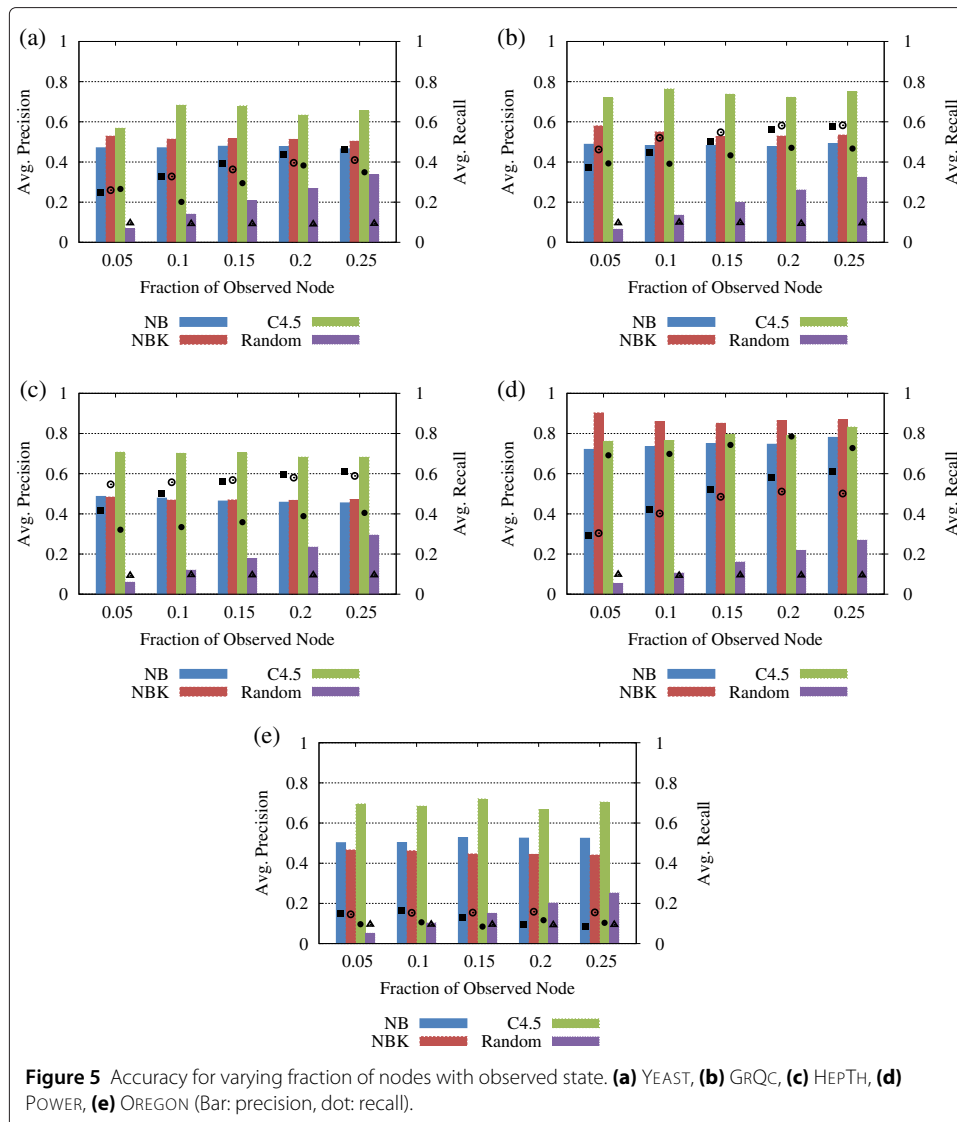 (a)
1
0.8
0.6
0.4
0.2
0
Avg. Precision
1
0.8
0.6
0.4
0.2
0
Avg. Recall
0.05 0.1 0.15 0.2 0.25
Fraction of Observed Node
NB C4.5
NBK Random
(b)
1
0.8
0.6
0.4
0.2
0
Avg. Precision
1
0.8
0.6
0.4
0.2
0
Avg. Recall
0.05 0.1 0.15 0.2 0.25
Fraction of Observed Node
NB C4.5
NBK Random
(c)
1
0.8
0.6
0.4
0.2
0
Avg. Precision
1
0.8
0.6
0.4
0.2
0
Avg. Recall
0.05 0.1 0.15 0.2 0.25
Fraction of Observed Node
NB C4.5
NBK Random
(d)
1
0.8
0.6
0.4
0.2
0
Avg. Precision
1
0.8
0.6
0.4
0.2
0
Avg. Recall
0.05 0.1 0.15 0.2 0.25
Fraction of Observed Node
NB C4.5
NBK Random
(e)
1
0.8
0.6
0.4
0.2
0
Avg. Precision
1
0.8
0.6
0.4
0.2
0
Avg. Recall
0.05 0.1 0.15 0.2 0.25
Fraction of Observed Node
NB C4.5
NBK Random
Figure 5 Accuracy for varying fraction of nodes with observed state. (a) YEAST, (b) GRQC, (c) HEPTH, (d)
POWER, (e) OREGON (Bar: precision, dot: recall).